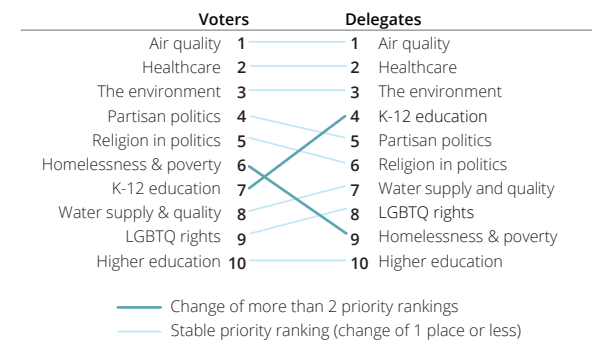 Voters Delegates
Air quality 1 1 Air quality
Healthcare 2 2 Healthcare
The environment 3 3 The environment
Partisan politics 4 4 K-12 education
Religion in politics 5 5 Partisan politics
Homelessness & poverty 6 6 Religion in politics
K-12 education 7 7 Water supply and quality
Water supply & quality 8 8 LGBTQ rights
LGBTQ rights 9 9 Homelessness & poverty
Higher education 10 10 Higher education
Change of more than 2 priority rankings
Stable priority ranking (change of 1 place or less)